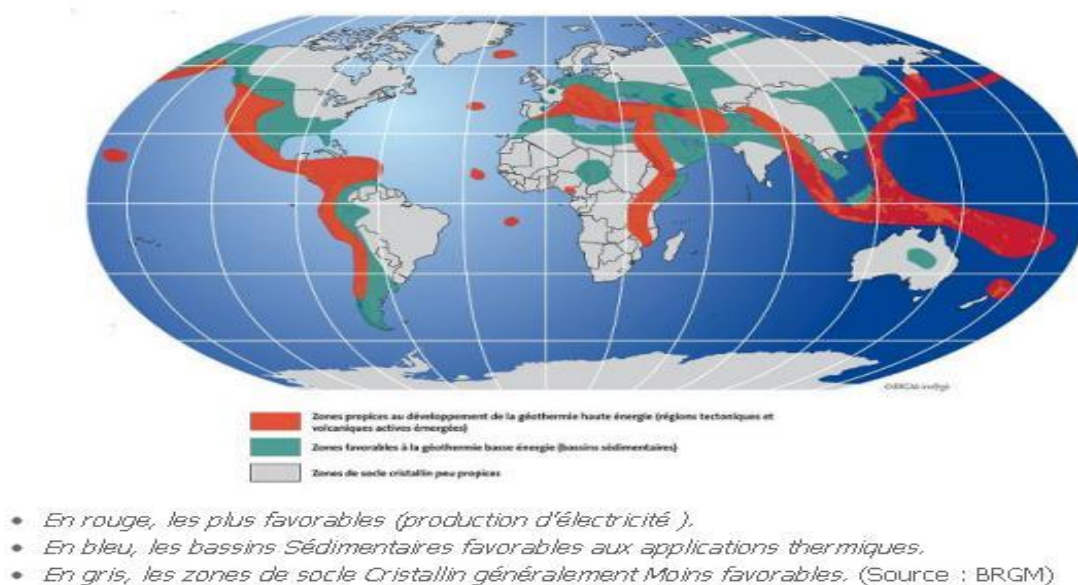 ©BRGM im@gé
Zones propices au développement de la géothermie haute énergie (régions tectoniques et
volcaniques actives émergées)
Zones favorables à la géothermie basse énergie (bassins sédimentaires)
Zones de socle cristallin peu propices
• En rouge, les plus favorables (production d'électricité ).
• En bleu, les bassins Sédimentaires favorables aux applications thermiques.
• En gris, les zones de socle Cristallin généralement Moins favorables. (Source : BRGM)